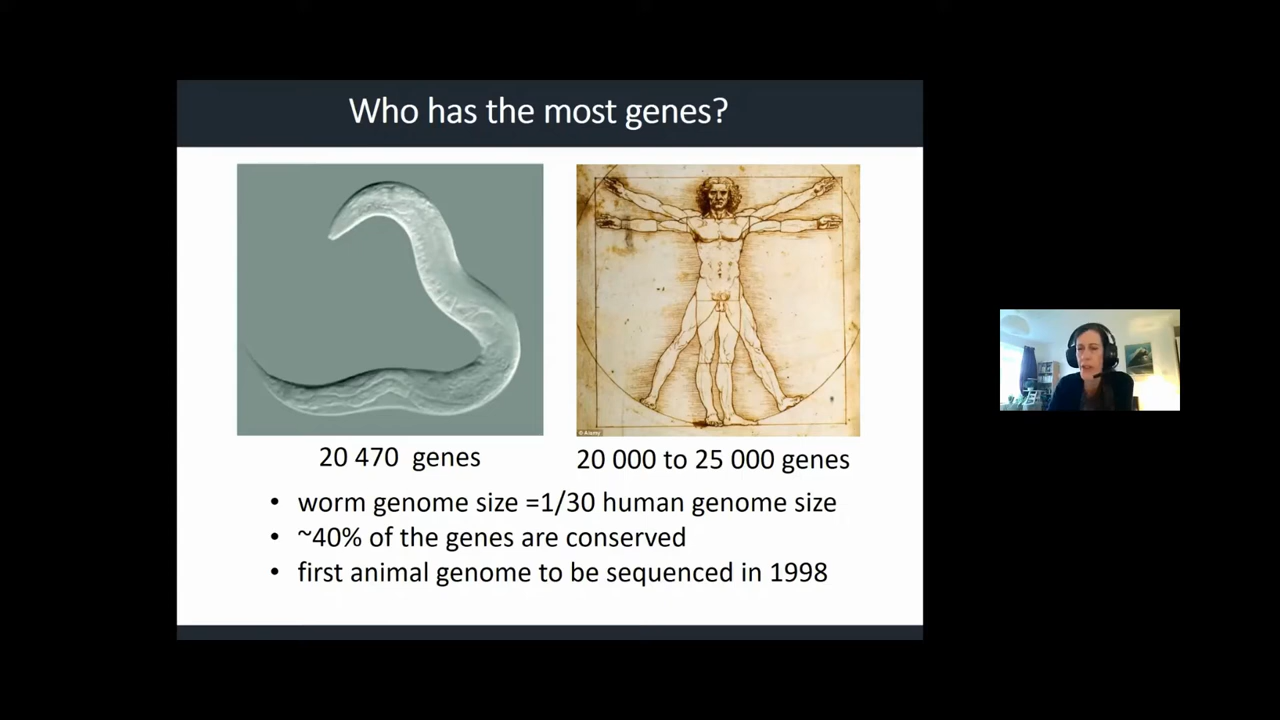 Who has the most genes?
© Alamy
20 470 genes
20 000 to 25 000 genes
• worm genome size =1/30 human genome size
• ~40% of the genes are conserved
• first animal genome to be sequenced in 1998